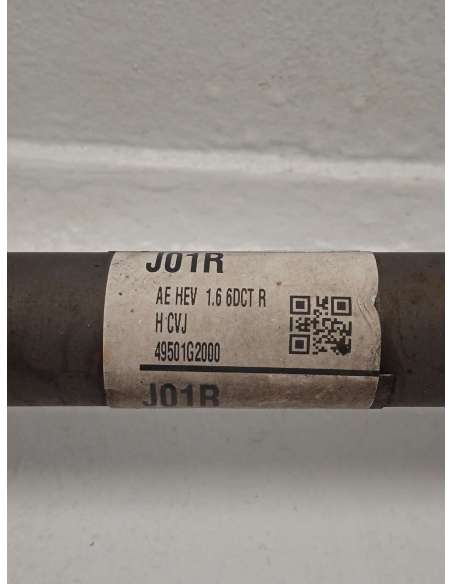 J01R
AE HEV 1.6 6DCT R
H CVJ
49501G2000
J01R